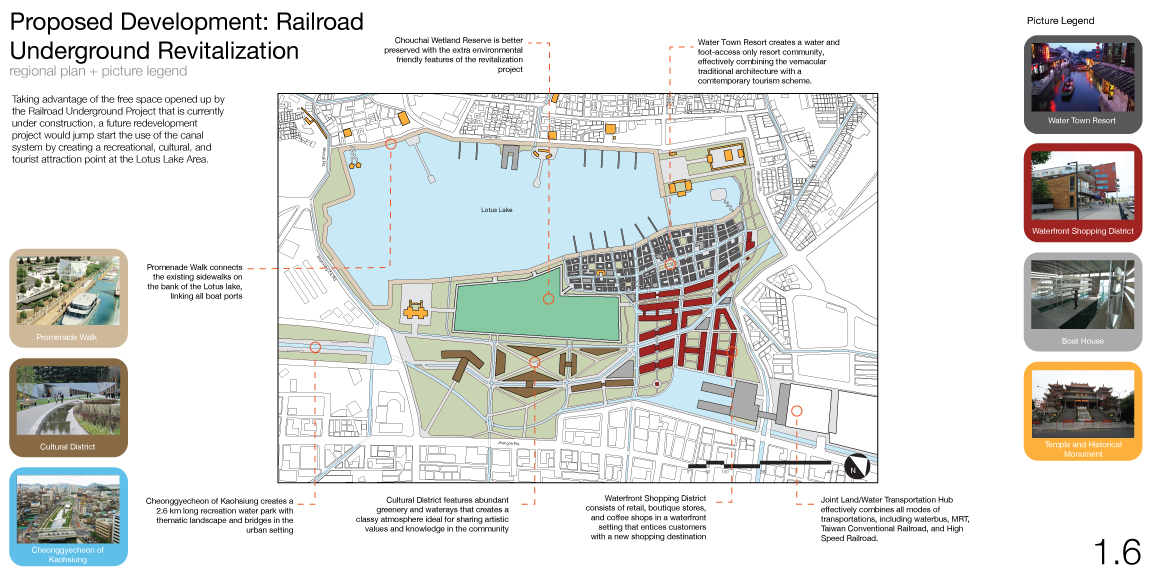 Proposed Development: Railroad
Underground Revitalization
regional plan + picture legend
Taking advantage of the free space opened up by
the Railroad Underground Project that is currently
under construction, a future redevelopment
project would jump start the use of the canal
system by creating a recreational, cultural, and
tourist attraction point at the Lotus Lake Area.
Chouchai Wetland Reserve is better
preserved with the extra environmental
friendly features of the revitalization
project
Water Town Resort creates a water and
foot-access only resort community,
effectively combining the vernacular
traditional architecture with a
comtemporary tourism scheme.
Picture Legend
Water Town Resort
Waterfront Shopping District
Boat House
Temple and Historical
Monument
Lotus Lake
Promenade Walk connects
the existing sidewalks on
the bank of the Lotus lake,
linking all boat ports
Promenade Walk
Cultural District
Cheonggyecheon of
Kaohsiung
N
Cheonggyecheon of Kaohsiung creates a
2.6 km long recreation water park with
thematic landscape and bridges in the
urban setting
Cultural District features abundant
greenery and waterays that creates a
classy atmosphere ideal for sharing artistic
values and knowledge in the community
Waterfront Shopping District
consists of retail, boutique stores,
and coffee shops in a waterfront
setting that entices customers
with a new shopping destination
Joint Land/Water Transportation Hub
effectively combines all modes of
transportations, including waterbus, MRT,
Taiwan Conventional Railroad, and High
Speed Railroad.
1.6